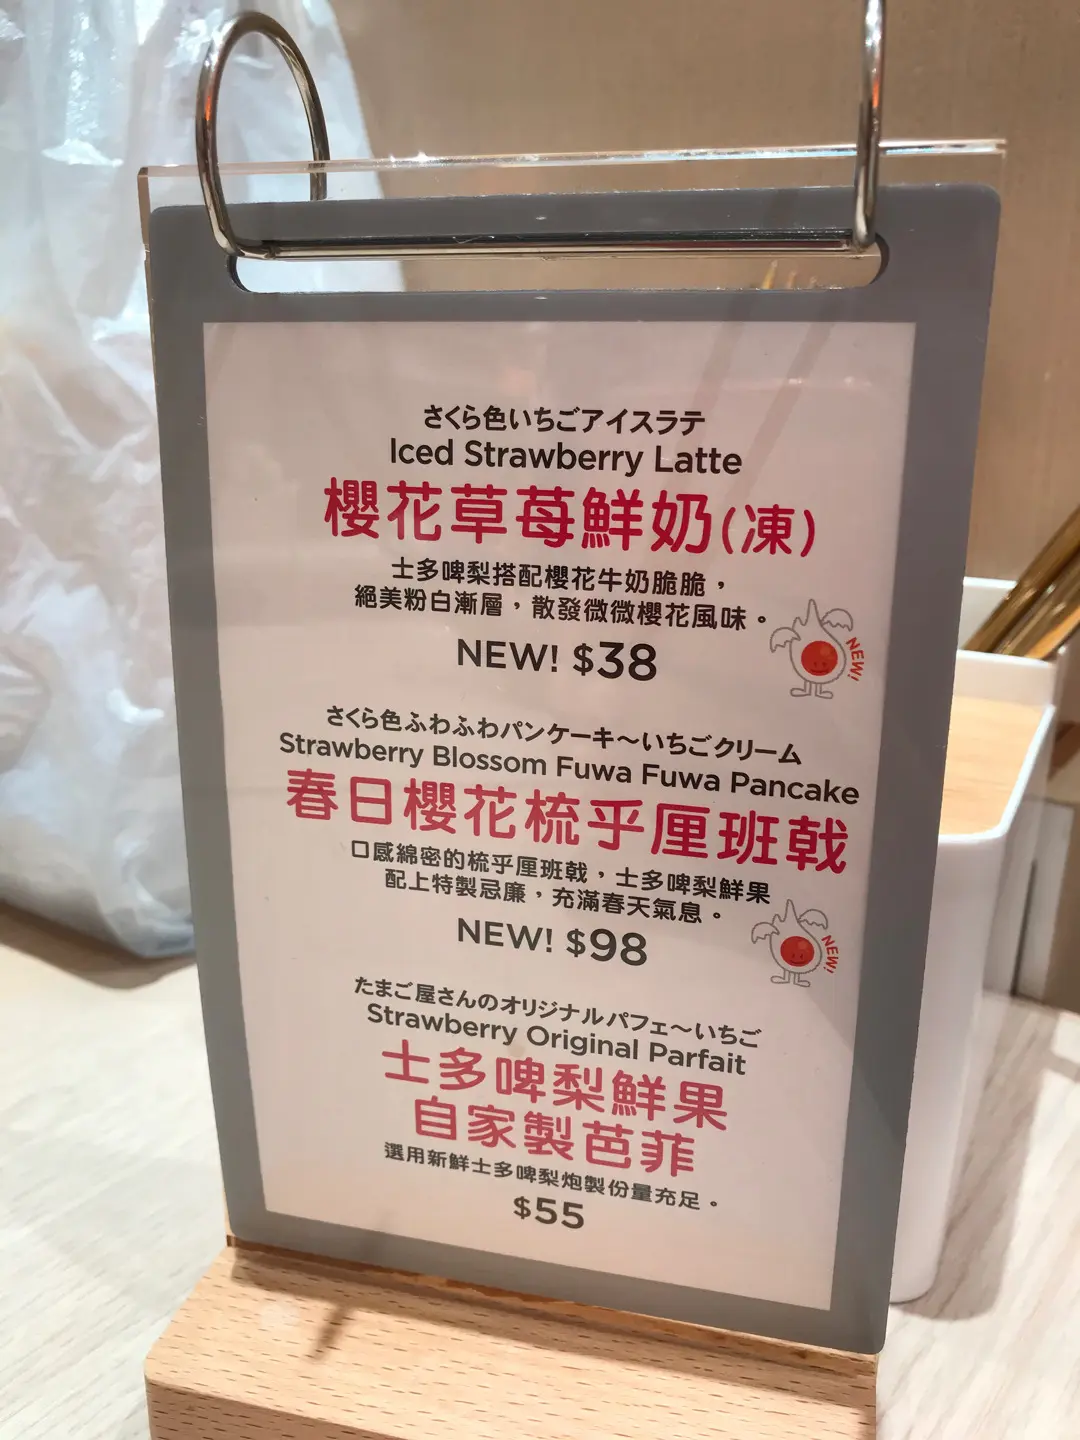 さくら色いちごアイスラテ
Iced Strawberry Latte
櫻花草莓鮮奶(凍)
士多啤梨搭配櫻花牛奶脆脆，
絕美粉白漸層，散發微微櫻花風味。
NEW! $38
NEW!
さくら色ふわふわパンケーキ～いちごクリーム
Strawberry Blossom Fuwa Fuwa Pancake
春日櫻花梳乎厘班戟
口感綿密的梳乎厘班戟，士多啤梨鮮果
配上特製忌廉，充滿春天氣息。
NEW! $98
NEW!
たまご屋さんのオリジナルパフェ～いちご
Strawberry Original Parfait
士多啤梨鮮果
自家製芭菲
選用新鮮士多啤梨炮製份量充足。
$55